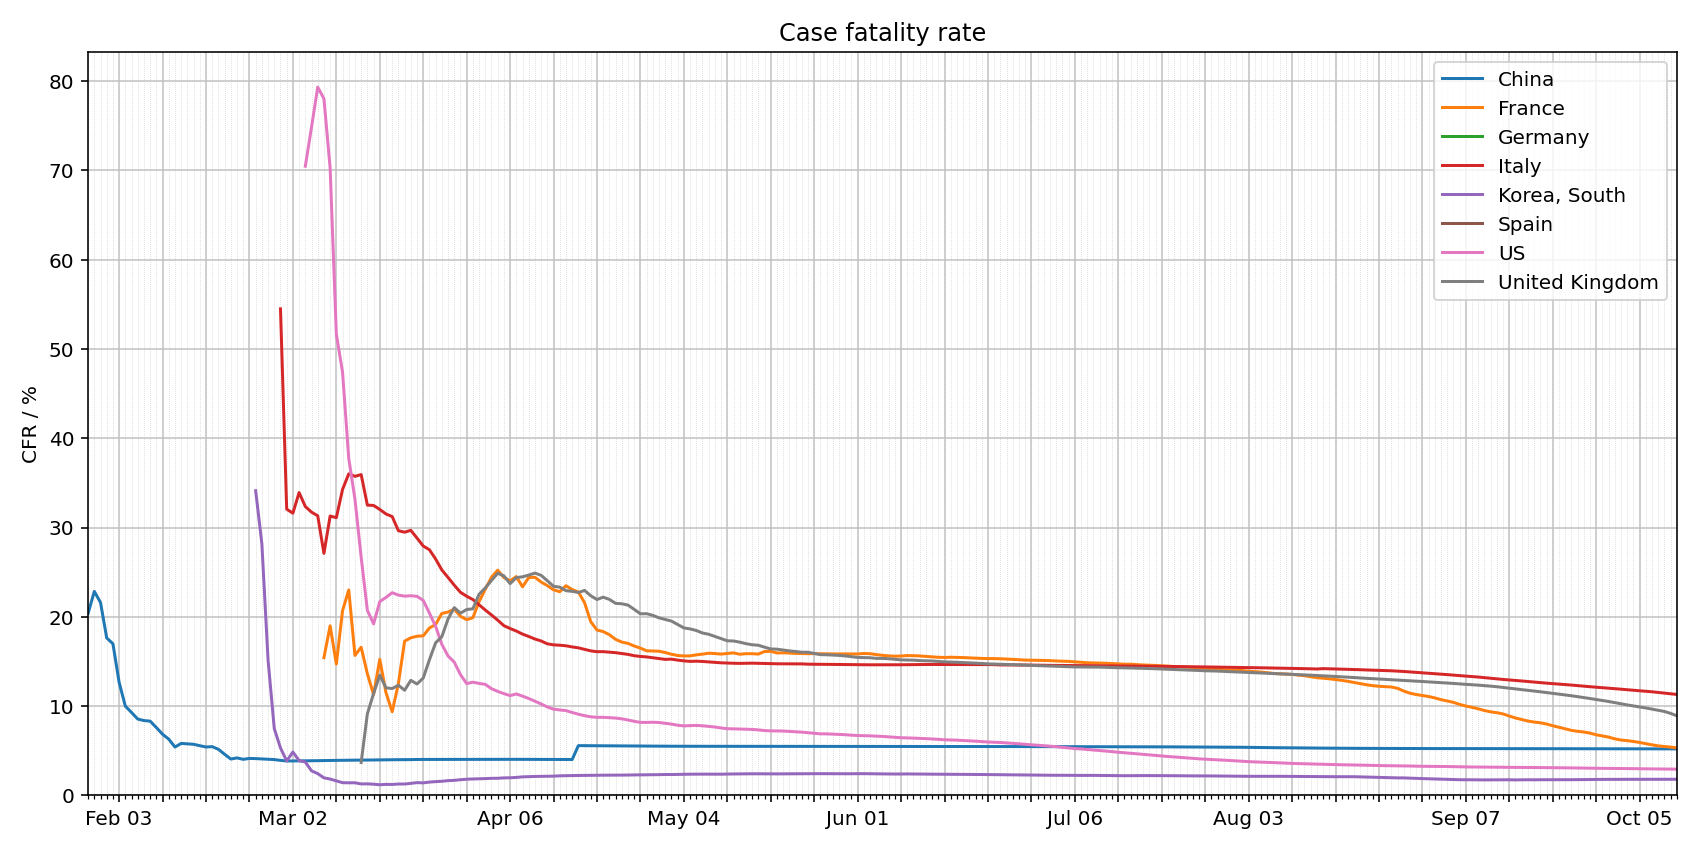 Case fatality rate
CFR / %
80
70
60
50
40
30
20
10
0
Feb 03
Mar 02
Apr 06
May 04
Jun 01
Jul 06
Aug 03
Sep 07
Oct 05
China
France
Germany
Italy
Korea, South
Spain
US
United Kingdom